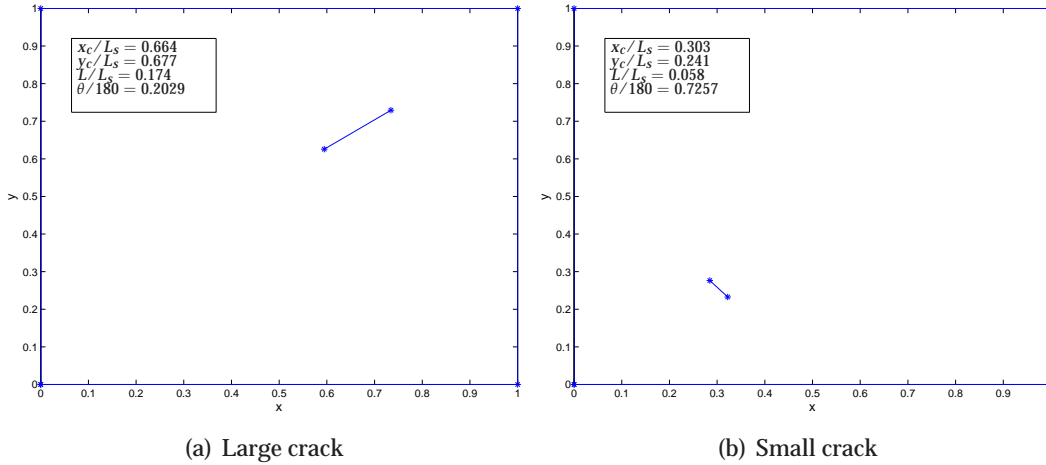 1
0.9
0.8
0.7
0.6
0.5
0.4
0.3
0.2
0.1
0
y
x_c/L_s = 0.664
y_c/L_s = 0.677
L/L_s = 0.174
θ/180 = 0.2029
0 0.1 0.2 0.3 0.4 0.5 0.6 0.7 0.8 0.9 1
x
(a) Large crack
1
0.9
0.8
0.7
0.6
0.5
0.4
0.3
0.2
0.1
0
y
x_c/L_s = 0.303
y_c/L_s = 0.241
L/L_s = 0.058
θ/180 = 0.7257
0 0.1 0.2 0.3 0.4 0.5 0.6 0.7 0.8 0.9
x
(b) Small crack